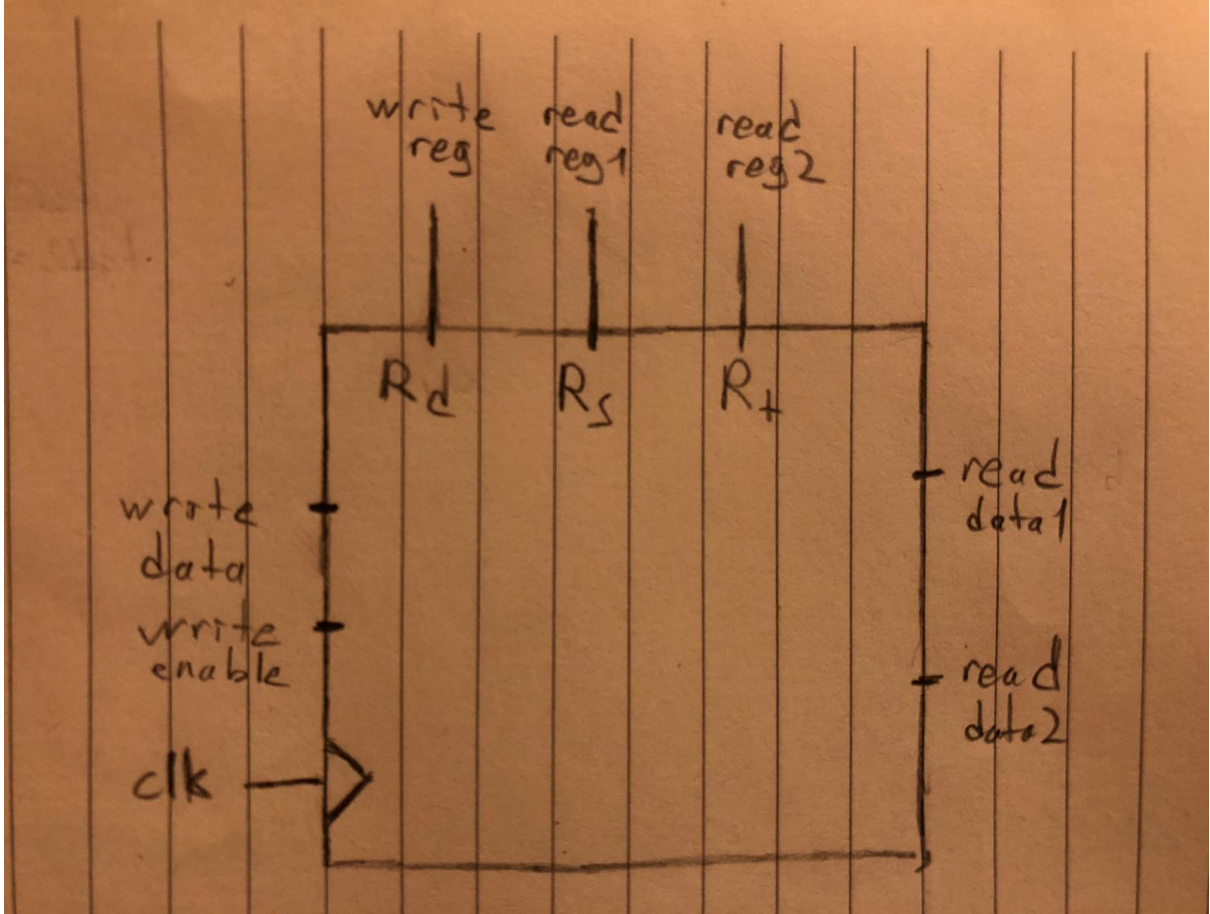 write
reg
read
reg1
read
reg2
Rd
Rs
Rt
write
data
write
enable
clk
read
data1
read
data2